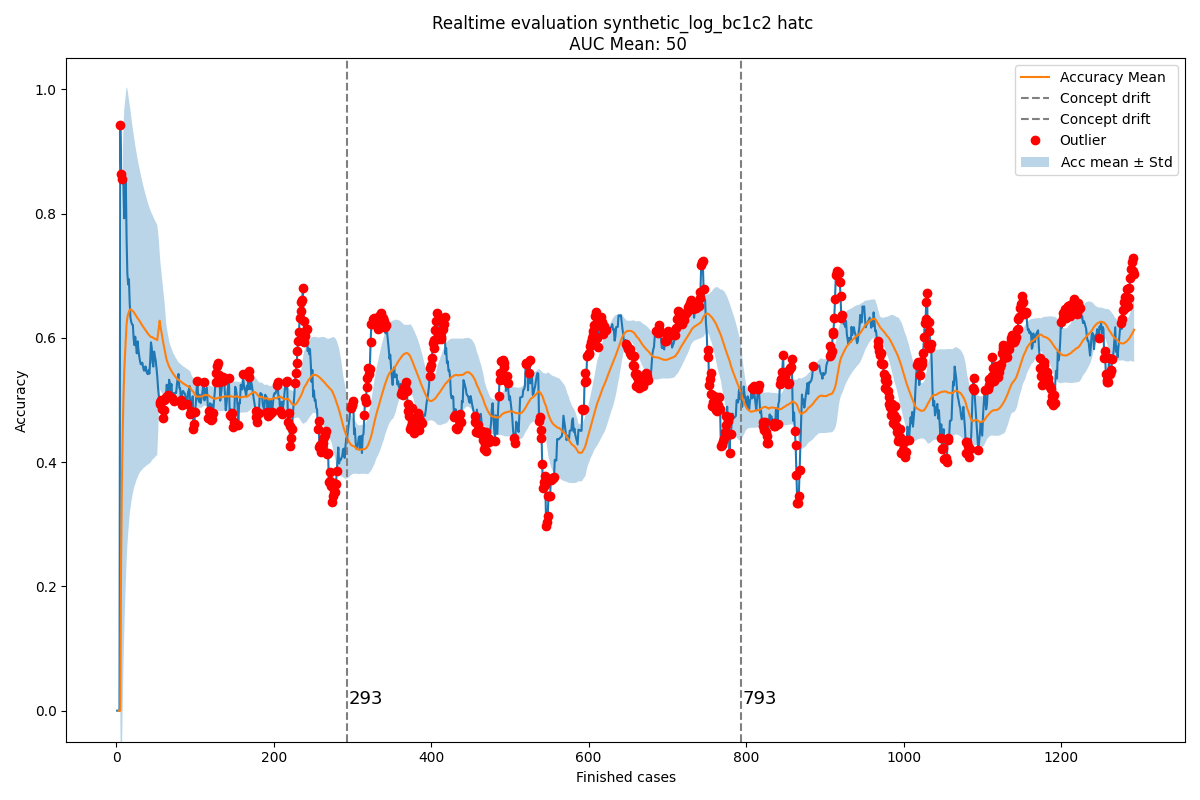 Realtime evaluation synthetic_log_bc1c2 hatc
AUC Mean: 50
Accuracy Mean
Concept drift
Concept drift
Outlier
Acc mean ± Std
1.0
0.8
0.6
0.4
0.2
0.0
Accuracy
293
793
0
200
400
600
800
1000
1200
Finished cases